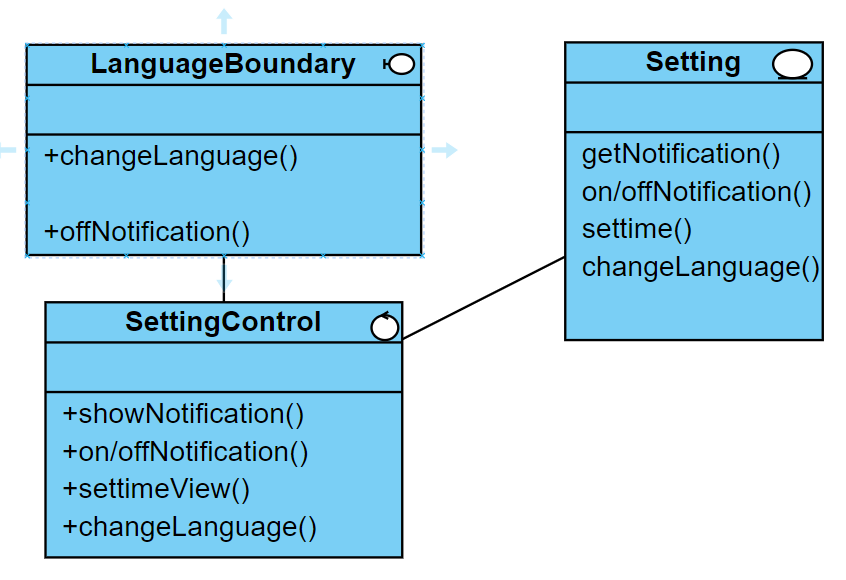 LanguageBoundary
+changeLanguage()
+offNotification()
Setting
getNotification()
on/offNotification()
settime()
changeLanguage()
SettingControl
+showNotification()
+on/offNotification()
+settimeView()
+changeLanguage()